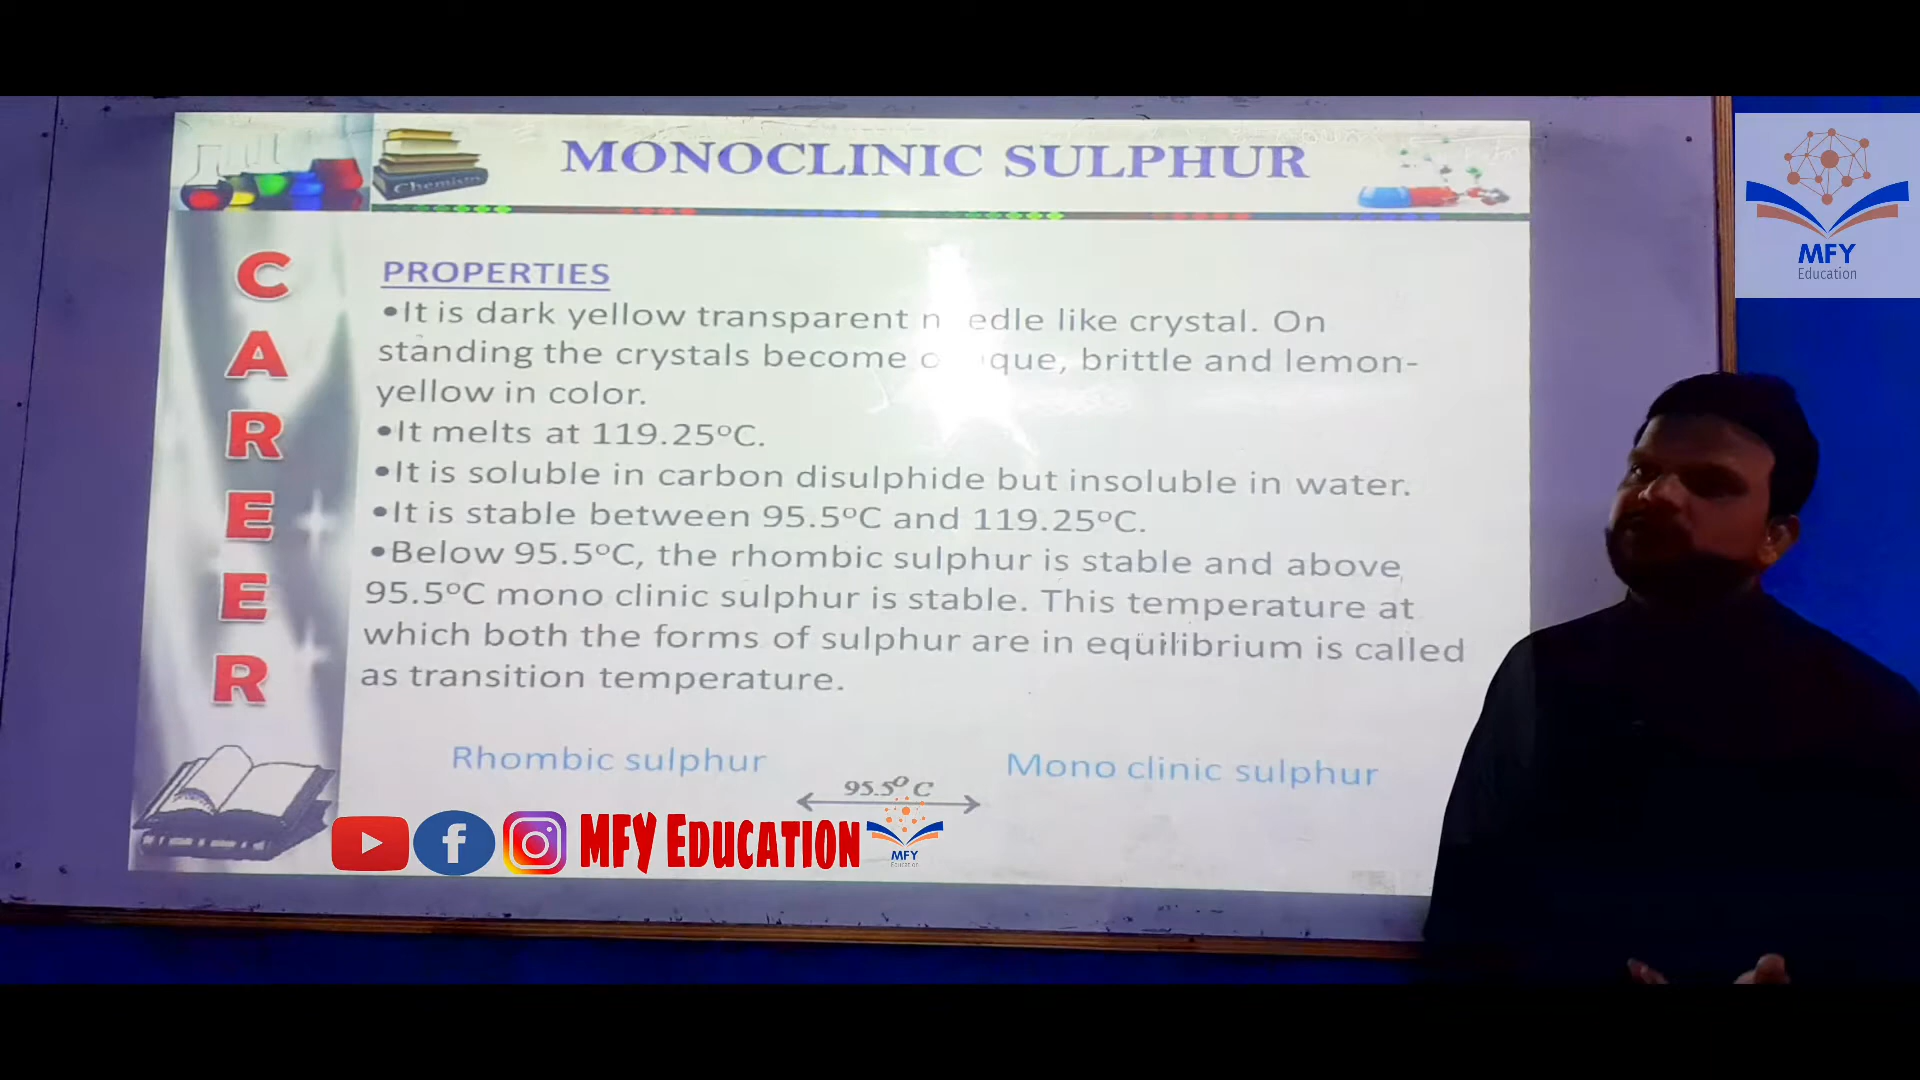 MONOCLINIC SULPHUR
Chemistry
MFY
Education
CAREER
PROPERTIES
•It is dark yellow transparent n edle like crystal. On
standing the crystals become que, brittle and lemon-
yellow in color.
•It melts at 119.25°C.
•It is soluble in carbon disulphide but insoluble in water.
•It is stable between 95.5°C and 119.25°C.
•Below 95.5°C, the rhombic sulphur is stable and above
95.5°C mono clinic sulphur is stable. This temperature at
which both the forms of sulphur are in equilibrium is called
as transition temperature.
Rhombic sulphur 95.5⁰ C Mono clinic sulphur
MFY EDUCATION
MFY
Education